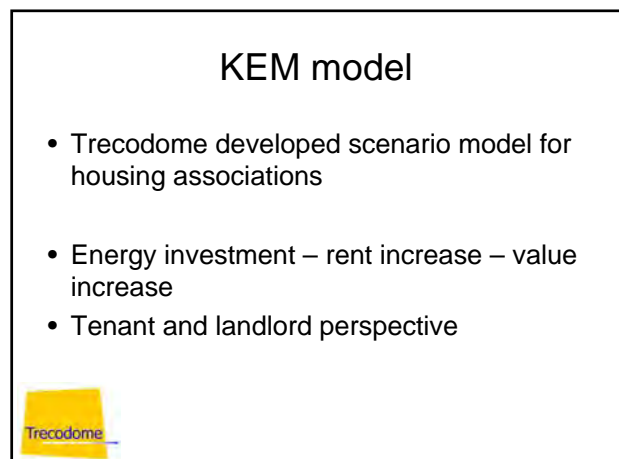 KEM model
• Trecodome developed scenario model for
housing associations
• Energy investment – rent increase – value
increase
• Tenant and landlord perspective
Trecodome